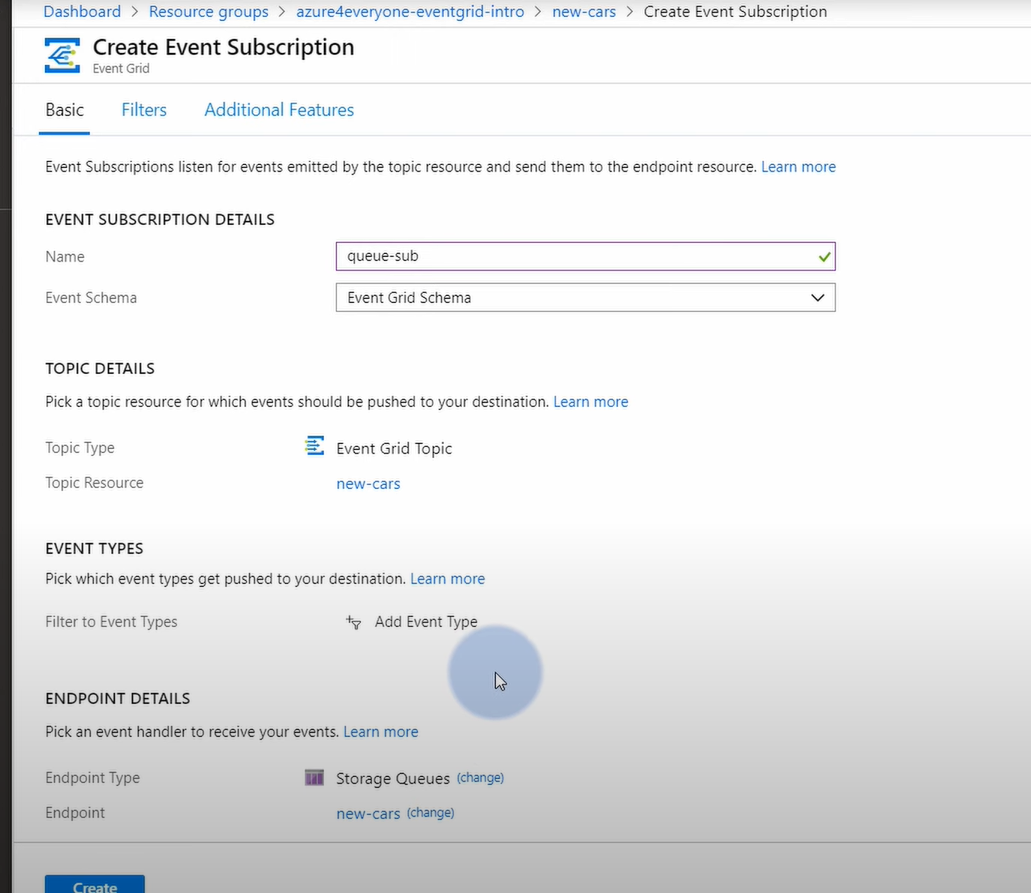 Dashboard > Resource groups > azure4everyone-eventgrid-intro > new-cars > Create Event Subscription
Create Event Subscription
Event Grid
Basic Filters Additional Features
Event Subscriptions listen for events emitted by the topic resource and send them to the endpoint resource. Learn more
EVENT SUBSCRIPTION DETAILS
Name queue-sub
Event Schema Event Grid Schema
TOPIC DETAILS
Pick a topic resource for which events should be pushed to your destination. Learn more
Topic Type Event Grid Topic
Topic Resource new-cars
EVENT TYPES
Pick which event types get pushed to your destination. Learn more
Filter to Event Types Add Event Type
ENDPOINT DETAILS
Pick an event handler to receive your events. Learn more
Endpoint Type Storage Queues (change)
Endpoint new-cars (change)
Create